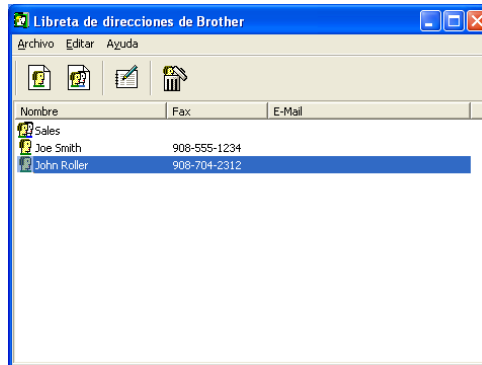 Libreta de direcciones de Brother
Archivo Editar Ayuda
Nombre Fax E-Mail
Sales
Joe Smith 908-555-1234
John Roller 908-704-2312